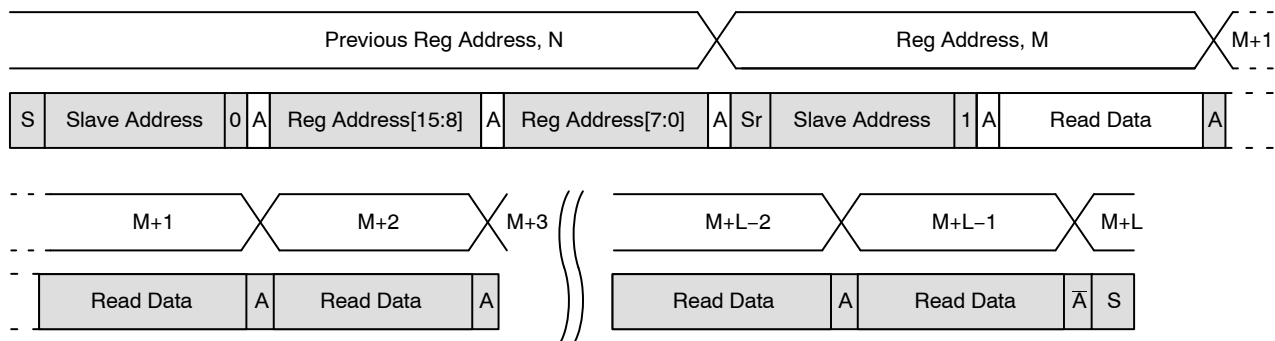 Previous Reg Address, N Reg Address, M M+1
S Slave Address 0 A Reg Address[15:8] A Reg Address[7:0] A Sr Slave Address 1 A Read Data A
M+1 M+2 M+3 M+L−2 M+L−1 M+L
Read Data A Read Data A Read Data A Read Data A̅ S